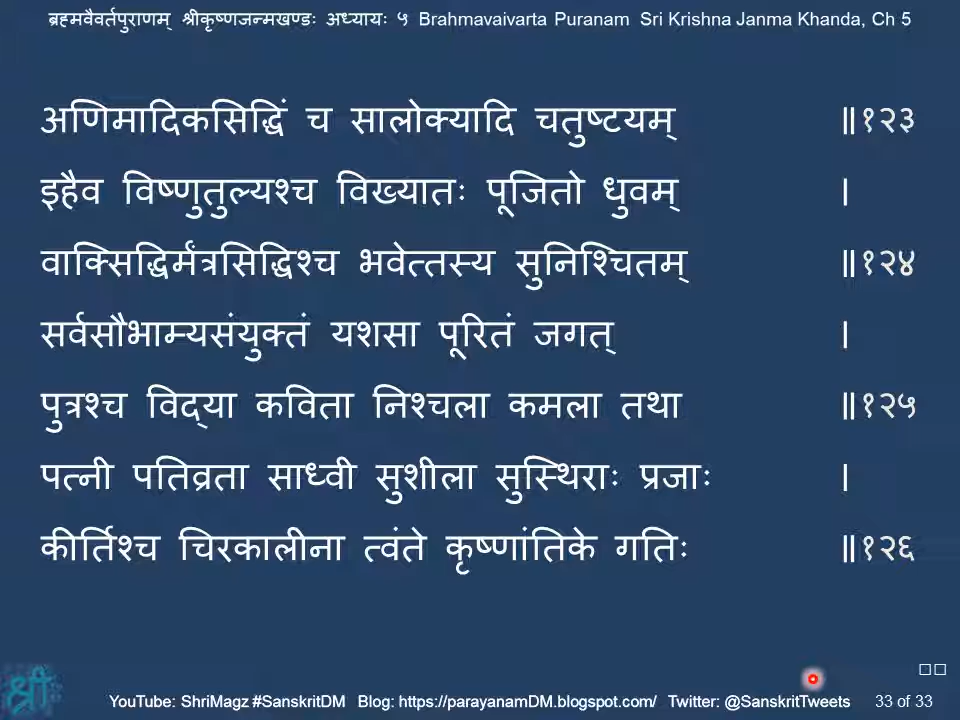 ब्रह्मवैवर्तपुराणम् श्रीकृष्णजन्मखण्डः अध्यायः ५ Brahmavaivarta Puranam Sri Krishna Janma Khanda, Ch 5
अणिमादिकसिद्धिं च सालोक्यादि चतुष्टयम् ॥१२३
इहैव विष्णुतुल्यश्च विख्यातः पूजितो धुवम् ।
वाक्सिद्धिर्मंत्रसिद्धिश्च भवेत्तस्य सुनिश्चितम् ॥१२४
सर्वसौभाम्यसंयुक्तं यशसा पूरितं जगत् ।
पुत्रश्च विद्या कविता निश्चला कमला तथा ॥१२५
पत्नी पतिव्रता साध्वी सुशीला सुस्थिराः प्रजाः ।
कीर्तिश्च चिरकालीना त्वंते कृष्णांतिके गतिः ॥१२६
श्री
YouTube: ShriMagz #SanskritDM Blog: https://parayanamDM.blogspot.com/ Twitter: @SanskritTweets 33 of 33